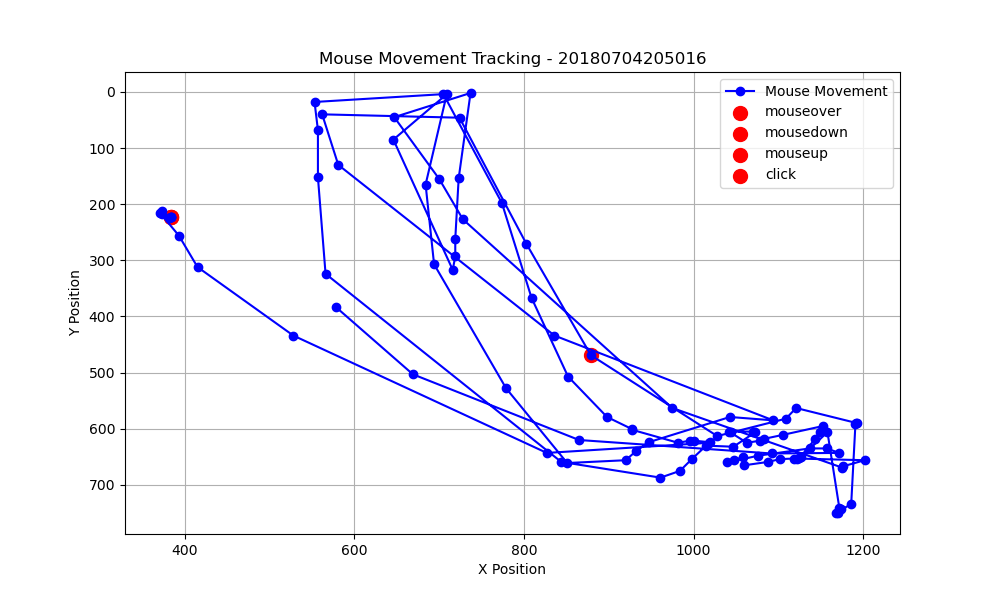 Mouse Movement Tracking - 20180704205016
Mouse Movement
mouseover
mousedown
mouseup
click
0
100
200
300
400
500
600
700
Y Position
400
600
800
1000
1200
X Position